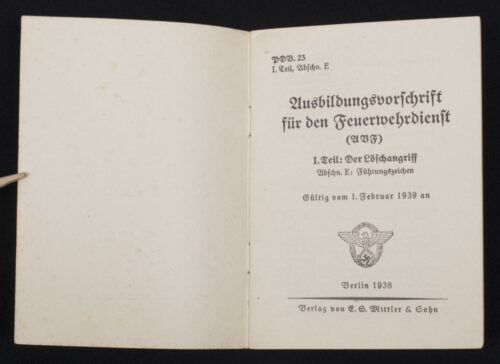 PDV. 23
I. Teil, Abschn. E
Ausbildungsvorschrift
für den Feuerwehrdienst
(AVF)
I. Teil: Der Löschangriff
Abschn. E: Führungszeichen
Gültig vom 1. Februar 1939 an
Berlin 1938
Verlag von E. S. Mittler & Sohn